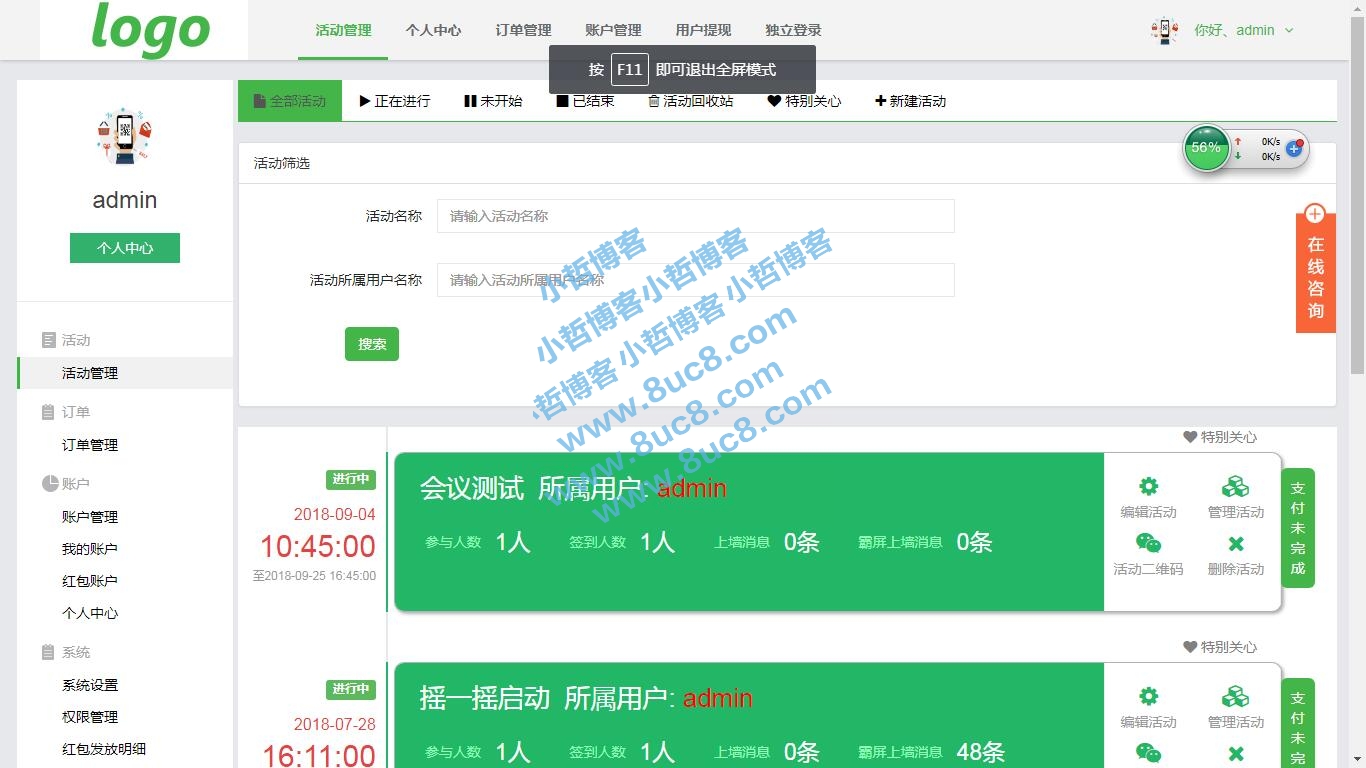 logo
活动管理 个人中心 订单管理 账户管理 用户提现 独立登录
你好、admin
按 F11 即可退出全屏模式
全部活动 正在进行 未开始 已结束 活动回收站 特别关心 新建活动
56% 0K/s
0K/s
admin
个人中心
活动
活动管理
订单
订单管理
账户
账户管理
我的账户
红包账户
个人中心
系统
系统设置
权限管理
红包发放明细
活动筛选
活动名称 请输入活动名称
活动所属用户名称 请输入活动所属用户名称
搜索
在线咨询
小哲博客
小哲博客小哲博客
小哲博客小哲博客
哲博客
www.8uc8.com
www.8uc8.com
www.8uc8.com
特别关心
进行中
2018-09-04
10:45:00
至2018-09-25 16:45:00
会议测试 所属用户: admin
参与人数 1人 签到人数 1人 上墙消息 0条 霸屏上墙消息 0条
编辑活动 管理活动
活动二维码 删除活动
支付未完成
特别关心
进行中
2018-07-28
16:11:00
摇一摇启动 所属用户: admin
参与人数 1人 签到人数 1人 上墙消息 0条 霸屏上墙消息 48条
编辑活动 管理活动
支付未完